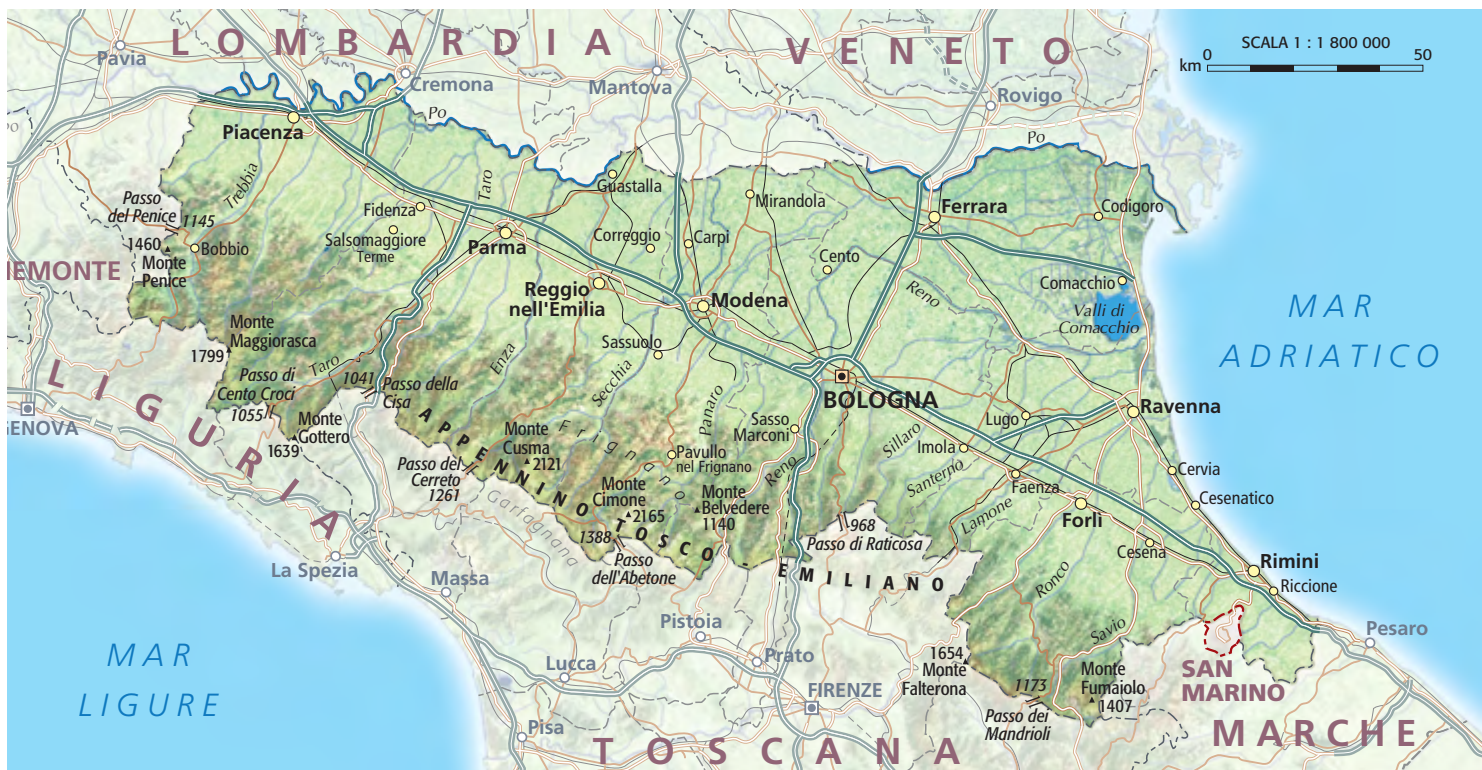 LOMBARDIA
VENETO
SCALA 1 : 1 800 000
km 0 50
Pavia
Cremona
Mantova
Rovigo
Po
Po
Piacenza
Trebbia
Taro
Guastalla
Mirandola
Ferrara
Codigoro
Passo
del Penice
1145
Fidenza
Salsomaggiore
Terme
Parma
Correggio
Carpi
Cento
1460
Monte
Penice
Bobbio
IEMONTE
Reggio
nell'Emilia
Modena
Reno
Comacchio
Valli di
Comacchio
MAR
ADRIATICO
Monte
Maggiorasca
1799
Sassuolo
Enza
Secchia
Panaro
Taro
Passo di
Cento Croci
1055
1041
Passo della
Cisa
BOLOGNA
LIGURIA
GENOVA
Monte
Gottero
1639
APPENNINO TOSCO - EMILIANO
Monte
Cusma
2121
Frignano
Pavullo
nel Frignano
Sasso
Marconi
Reno
Sillaro
Santerno
Imola
Lugo
Ravenna
Passo del
Cerreto
1261
Garfagnana
Monte
Cimone
2165
Monte
Belvedere
1140
1388
Passo
dell'Abetone
968
Passo di Raticosa
Lamone
Faenza
Forlì
Cervia
Cesenatico
Cesena
Rimini
Riccione
La Spezia
Massa
Ronco
Savio
Pistoia
Lucca
Prato
FIRENZE
Pisa
1654
Monte
Falterona
1173
Passo dei
Mandrioli
Monte
Fumaiolo
1407
SAN
MARINO
Pesaro
MAR
LIGURE
TOSCANA
MARCHE